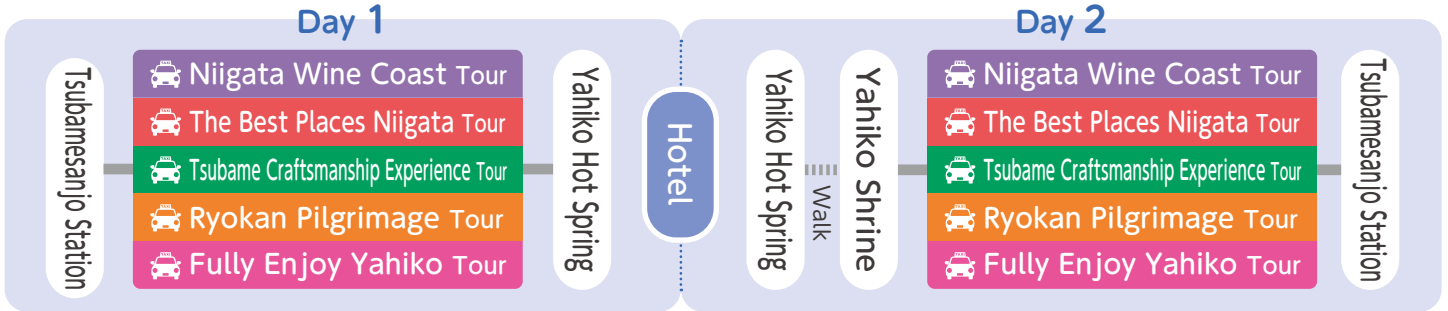 Day 1
Tsubamesanjo Station
Niigata Wine Coast Tour
The Best Places Niigata Tour
Tsubame Craftsmanship Experience Tour
Ryokan Pilgrimage Tour
Fully Enjoy Yahiko Tour
Yahiko Hot Spring
Hotel
Day 2
Yahiko Hot Spring
Walk
Yahiko Shrine
Niigata Wine Coast Tour
The Best Places Niigata Tour
Tsubame Craftsmanship Experience Tour
Ryokan Pilgrimage Tour
Fully Enjoy Yahiko Tour
Tsubamesanjo Station